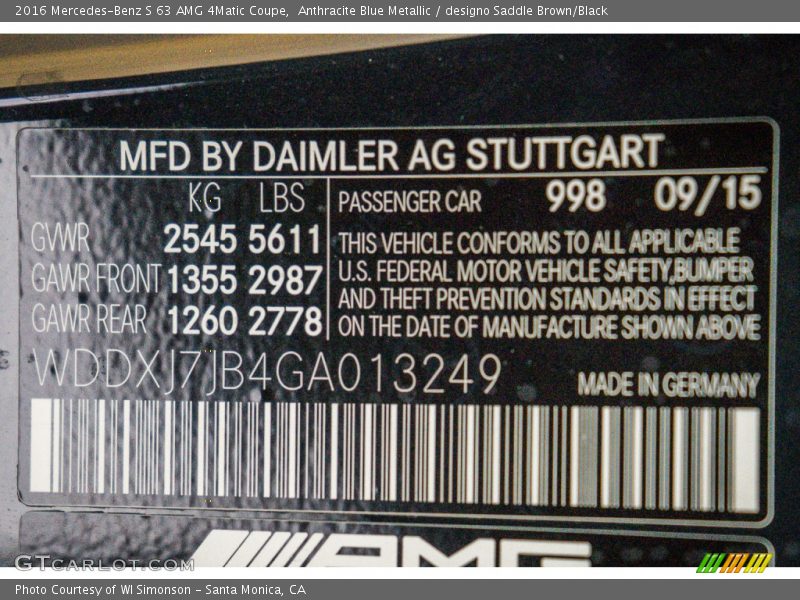 2016 Mercedes-Benz S 63 AMG 4Matic Coupe,  Anthracite Blue Metallic / designo Saddle Brown/Black
MFD BY DAIMLER AG STUTTGART
KG LBS
GVWR 2545 5611
GAWR FRONT 1355 2987
GAWR REAR 1260 2778
PASSENGER CAR 998 09/15
THIS VEHICLE CONFORMS TO ALL APPLICABLE
U.S. FEDERAL MOTOR VEHICLE SAFETY,BUMPER
AND THEFT PREVENTION STANDARDS IN EFFECT
ON THE DATE OF MANUFACTURE SHOWN ABOVE
WDDXJ7JB4GA013249
MADE IN GERMANY
AMG
GTCARLOT.COM
Photo Courtesy of WI Simonson - Santa Monica, CA